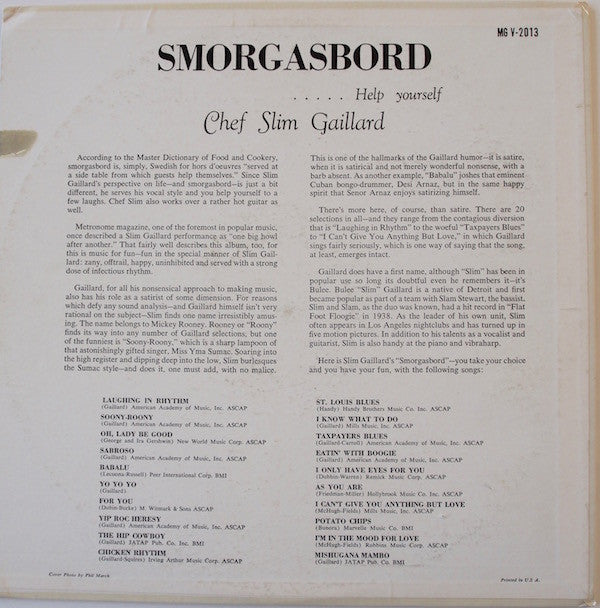 MG V-2013
SMORGASBORD
. . . . . Help yourself
Chef Slim Gaillard
According to the Master Dictionary of Food and Cookery,
smorgasbord is, simply, Swedish for hors d'oeuvres "served at
a side table from which guests help themselves." Since Slim
Gaillard's perspective on life—and smorgasbord—is just a bit
different, he serves his vocal style and you help yourself to a
few laughs. Chef Slim also works over a rather hot guitar as
well.
Metronome magazine, one of the foremost in popular music,
once described a Slim Gaillard performance as "one big howl
after another." That fairly well describes this album, too, for
this is music for fun—fun in the special manner of Slim Gail-
lard: zany, offtrail, happy, uninhibited and served with a strong
dose of infectious rhythm.
Gaillard, for all his nonsensical approach to making music,
also has his role as a satirist of some dimension. For reasons
which defy any sound analysis—and Gaillard himself isn't very
rational on the subject—Slim finds one name irresistibly amus-
ing. The name belongs to Mickey Rooney. Rooney or "Roony"
finds its way into any number of Gaillard selections, but one
of the funniest is "Soony-Roony," which is a sharp lampoon of
that astonishingly gifted singer, Miss Yma Sumac. Soaring into
the high register and dipping deep into the low, Slim burlesques
the Sumac style—and does it, one must add, with no malice.
This is one of the hallmarks of the Gaillard humor—it is satire,
when it is satirical and not merely wonderful nonsense, with a
barb absent. As another example, "Babalu" joshes that eminent
Cuban bongo-drummer, Desi Arnaz, but in the same happy
spirit that Senor Arnaz enjoys satirizing himself.
There's more here, of course, than satire. There are 20
selections in all—and they range from the contagious diversion
that is "Laughing in Rhythm" to the woeful "Taxpayers Blues"
to "I Can't Give You Anything But Love," in which Gaillard
sings fairly seriously, which is one way of saying that the song,
at least, emerges intact.
Gaillard does have a first name, although "Slim" has been in
popular use so long its doubtful even he remembers it—it's
Bulee. Bulee "Slim" Gaillard is a native of Detroit and first
became popular as part of a team with Slam Stewart, the bassist.
Slim and Slam, as the duo was known, had a hit record in "Flat
Foot Floogie" in 1938. As the leader of his own unit, Slim
often appears in Los Angeles nightclubs and has turned up in
five motion pictures. In addition to his talents as a vocalist and
guitarist, Slim is also handy at the piano and vibraharp.
Here is Slim Gaillard's "Smorgasbord"—you take your choice
and you have your fun, with the following songs:
LAUGHING IN RHYTHM
(Gaillard) American Academy of Music, Inc. ASCAP
SOONY-ROONY
(Gaillard) American Academy of Music, Inc. ASCAP
OH, LADY BE GOOD
(George and Ira Gershwin) New World Music Corp. ASCAP
SABROSO
(Gaillard) American Academy of Music, Inc. ASCAP
BABALU
(Lecuona-Russell) Peer International Corp. BMI
YO YO YO
(Gaillard)
FOR YOU
(Dubin-Burke) M. Witmark & Sons ASCAP
YIP ROC HERESY
(Gaillard) American Academy of Music, Inc. ASCAP
THE HIP COWBOY
(Gaillard) JATAP Pub. Co. Inc. BMI
CHICKEN RHYTHM
(Gaillard-Squires) Irving Arthur Music Corp. ASCAP
ST. LOUIS BLUES
(Handy) Handy Brothers Music Co. Inc. ASCAP
I KNOW WHAT TO DO
(Gaillard) Mills Music, Inc. ASCAP
TAXPAYERS BLUES
(Gaillard-Carroll) American Academy of Music, Inc. ASCAP
EATIN' WITH BOOGIE
(Gaillard) American Academy of Music, Inc. ASCAP
I ONLY HAVE EYES FOR YOU
(Dubbin-Warren) Remick Music Corp. ASCAP
AS YOU ARE
(Friedman-Miller) Hollybrook Music Co. Inc. ASCAP
I CAN'T GIVE YOU ANYTHING BUT LOVE
(McHugh-Fields) Mills Music, Inc. ASCAP
POTATO CHIPS
(Bonura) Marvelle Music Co. BMI
I'M IN THE MOOD FOR LOVE
(McHugh-Fields) Robbins Music Corp. ASCAP
MISHUGANA MAMBO
(Gaillard) JATAP Pub. Co. Inc. BMI
Cover Photo by Phil March
Printed in U.S.A.